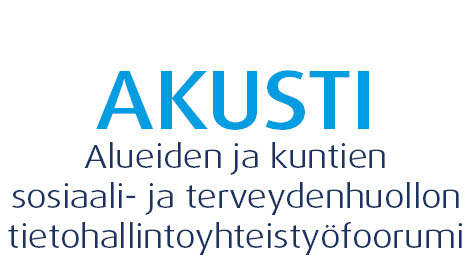 AKUSTI
Alueiden ja kuntien
sosiaali- ja terveydenhuollon
tietohallintoyhteistyöfoorumi